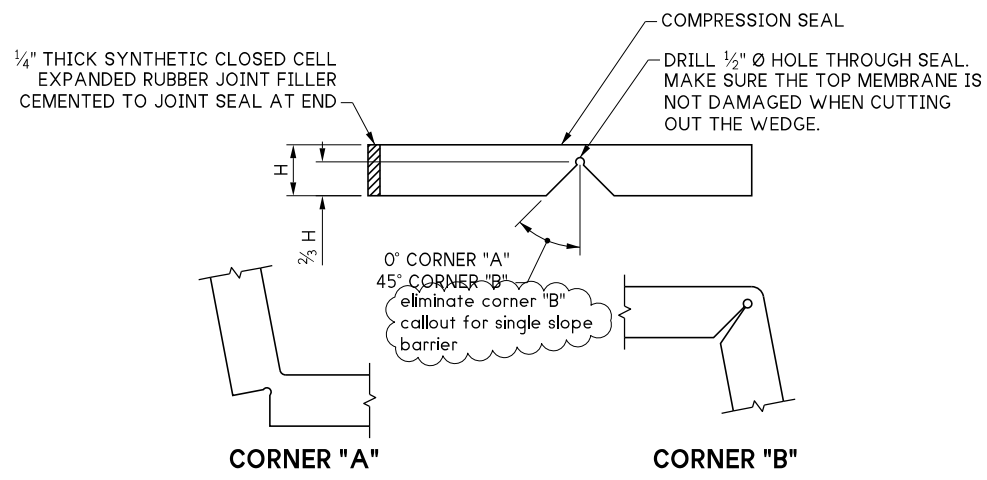 COMPRESSION SEAL
¼" THICK SYNTHETIC CLOSED CELL
EXPANDED RUBBER JOINT FILLER
CEMENTED TO JOINT SEAL AT END
DRILL ½" Ø HOLE THROUGH SEAL.
MAKE SURE THE TOP MEMBRANE IS
NOT DAMAGED WHEN CUTTING
OUT THE WEDGE.
H
⅔ H
0° CORNER "A"
45° CORNER "B"
eliminate corner "B"
callout for single slope
barrier
CORNER "A"
CORNER "B"